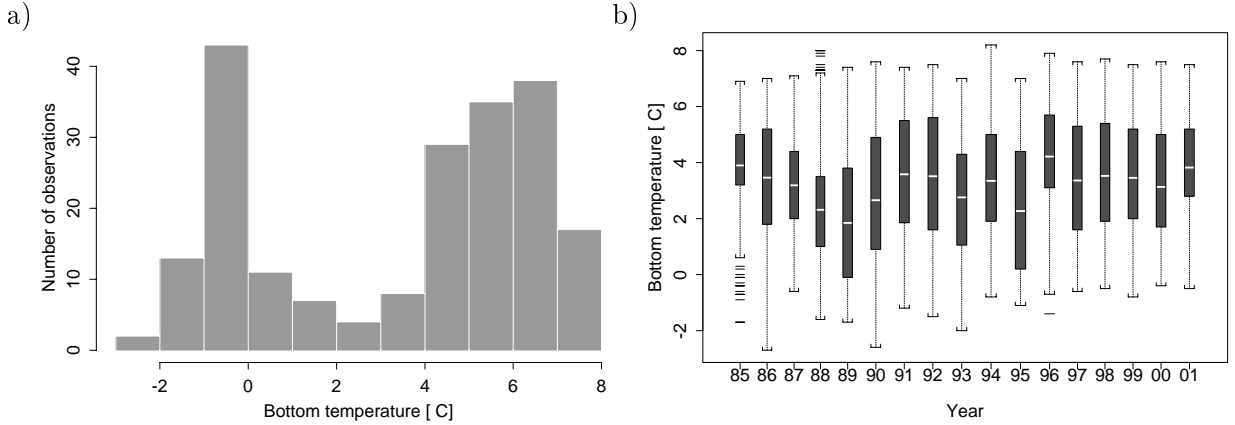 a)
Number of observations
0
10
20
30
40
-2
0
2
4
6
8
Bottom temperature [ C]
b)
Bottom temperature [ C]
-2
0
2
4
6
8
85 86 87 88 89 90 91 92 93 94 95 96 97 98 99 00 01
Year